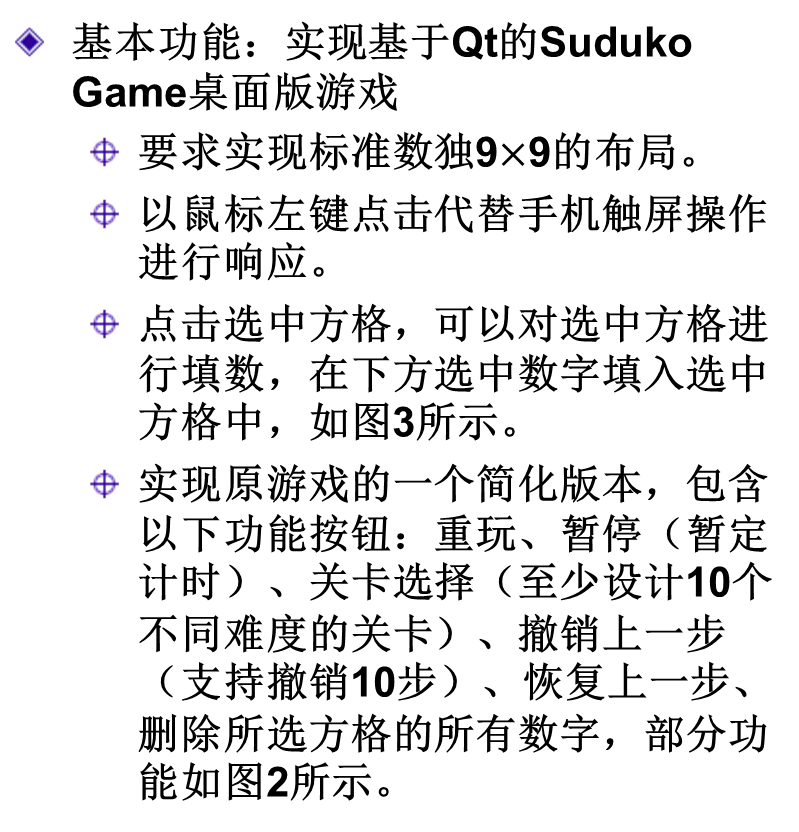 基本功能：实现基于Qt的Suduko
Game桌面版游戏
要求实现标准数独9×9的布局。
以鼠标左键点击代替手机触屏操作
进行响应。
点击选中方格，可以对选中方格进
行填数，在下方选中数字填入选中
方格中，如图3所示。
实现原游戏的一个简化版本，包含
以下功能按钮：重玩、暂停（暂定
计时）、关卡选择（至少设计10个
不同难度的关卡）、撤销上一步
（支持撤销10步）、恢复上一步、
删除所选方格的所有数字，部分功
能如图2所示。